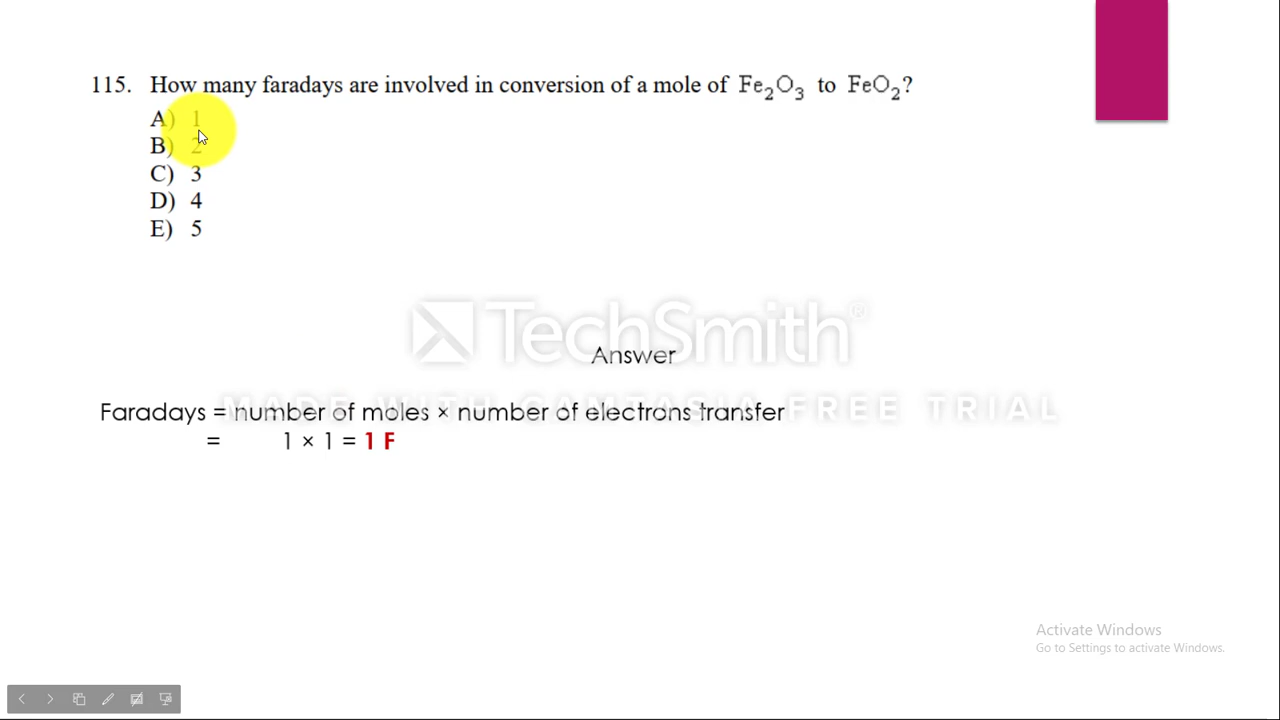 115. How many faradays are involved in conversion of a mole of Fe₂O₃ to FeO₂?
A) 1
B) 2
C) 3
D) 4
E) 5
TechSmith®
Answer
MADE WITH CAMTASIA FREE TRIAL
Faradays = number of moles × number of electrons transfer
= 1 × 1 = 1 F
Activate Windows
Go to Settings to activate Windows.